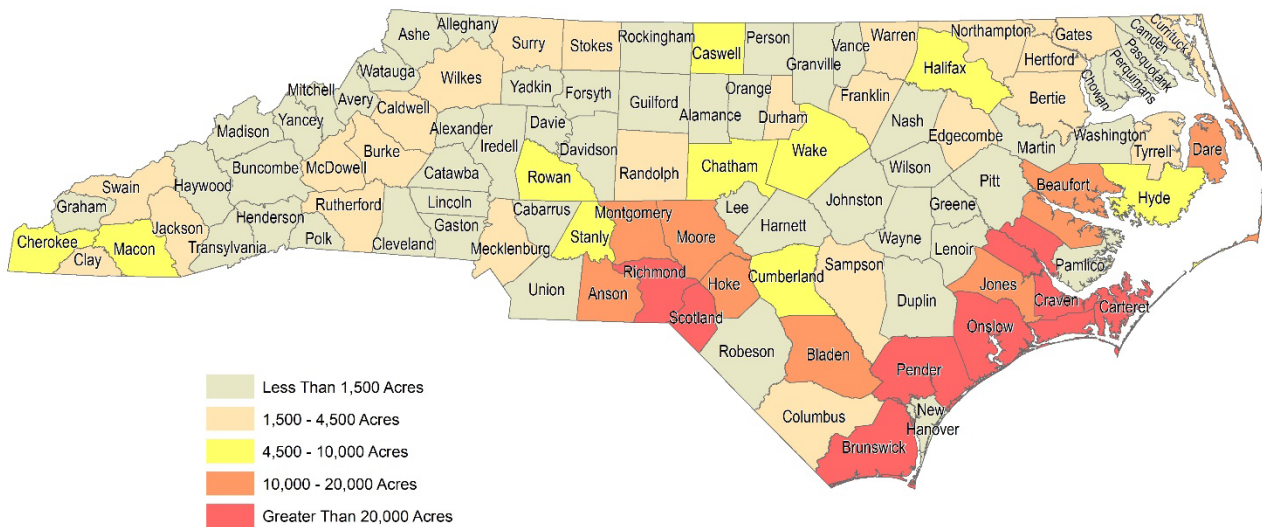 Ashe
Alleghany
Surry
Stokes
Rockingham
Caswell
Person
Granville
Vance
Warren
Northampton
Gates
Currituck
Camden
Pasquotank
Perquimans
Chowan
Hertford
Halifax
Bertie
Watauga
Wilkes
Yadkin
Forsyth
Guilford
Alamance
Orange
Durham
Franklin
Nash
Edgecombe
Martin
Washington
Tyrrell
Dare
Mitchell
Avery
Caldwell
Yancey
Madison
Alexander
Iredell
Davie
Davidson
Randolph
Chatham
Wake
Wilson
Pitt
Beaufort
Hyde
Buncombe
McDowell
Burke
Catawba
Rowan
Swain
Haywood
Graham
Rutherford
Lincoln
Gaston
Cabarrus
Stanly
Montgomery
Moore
Lee
Harnett
Johnston
Wayne
Greene
Lenoir
Craven
Pamlico
Jackson
Henderson
Transylvania
Polk
Cleveland
Mecklenburg
Cherokee
Clay
Macon
Union
Anson
Richmond
Scotland
Hoke
Cumberland
Sampson
Duplin
Jones
Onslow
Carteret
Robeson
Bladen
Pender
Columbus
New
Hanover
Brunswick
Less Than 1,500 Acres
1,500 - 4,500 Acres
4,500 - 10,000 Acres
10,000 - 20,000 Acres
Greater Than 20,000 Acres